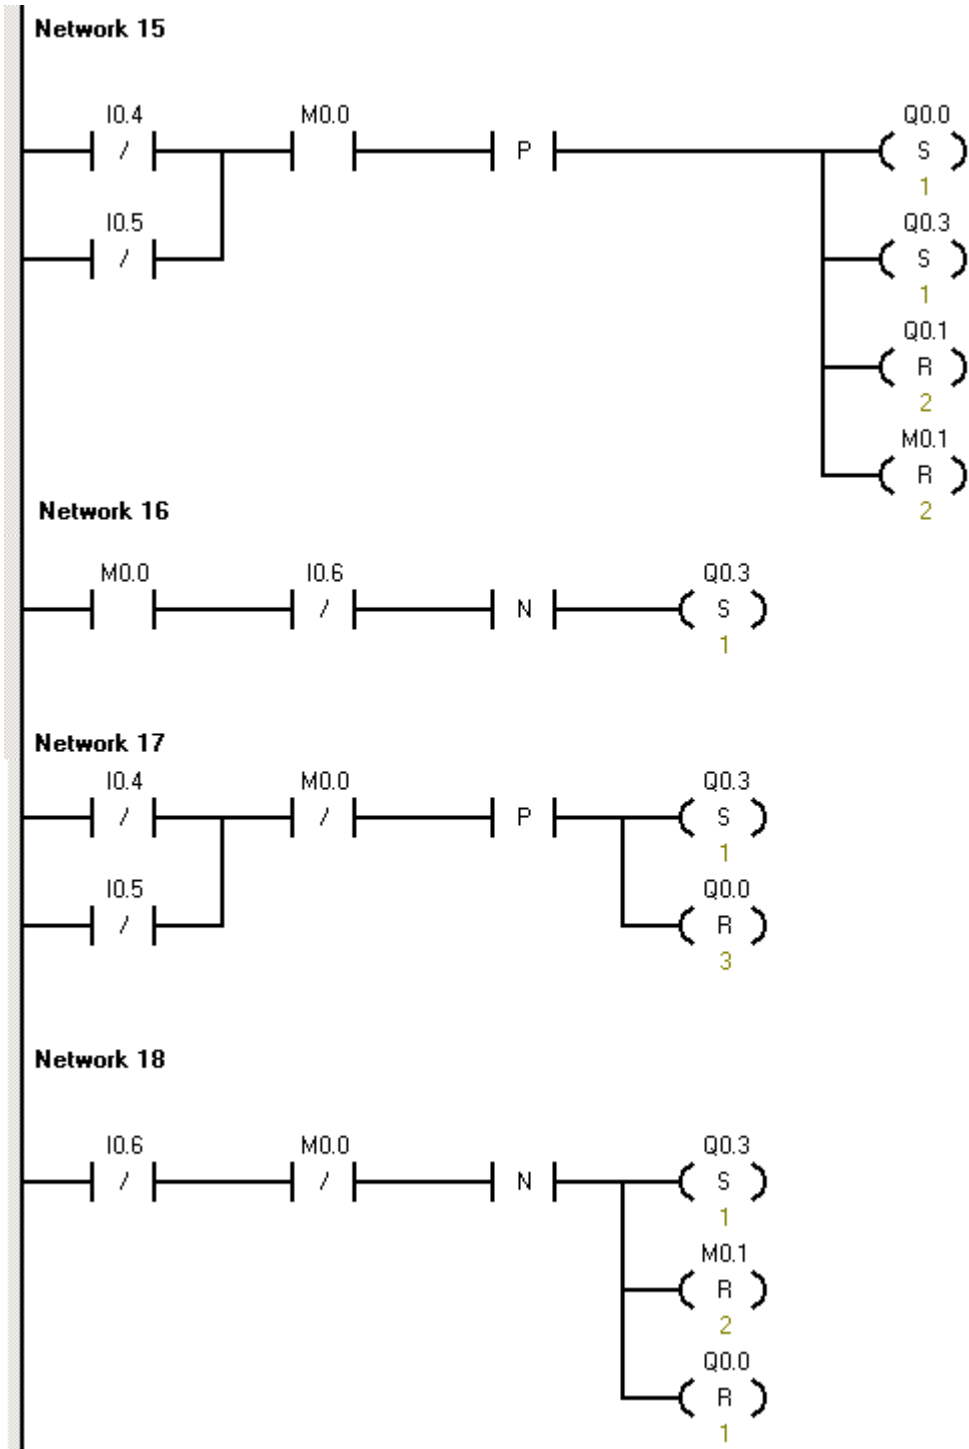 Network 15
I0.4 M0.0 Q0.0
/ P S
1
I0.5 Q0.3
/ S
1
Q0.1
R
2
M0.1
R
2
Network 16
M0.0 I0.6 Q0.3
/ N S
1
Network 17
I0.4 M0.0 Q0.3
/ / P S
1
I0.5 Q0.0
/ R
3
Network 18
I0.6 M0.0 Q0.3
/ / N S
1
M0.1
R
2
Q0.0
R
1